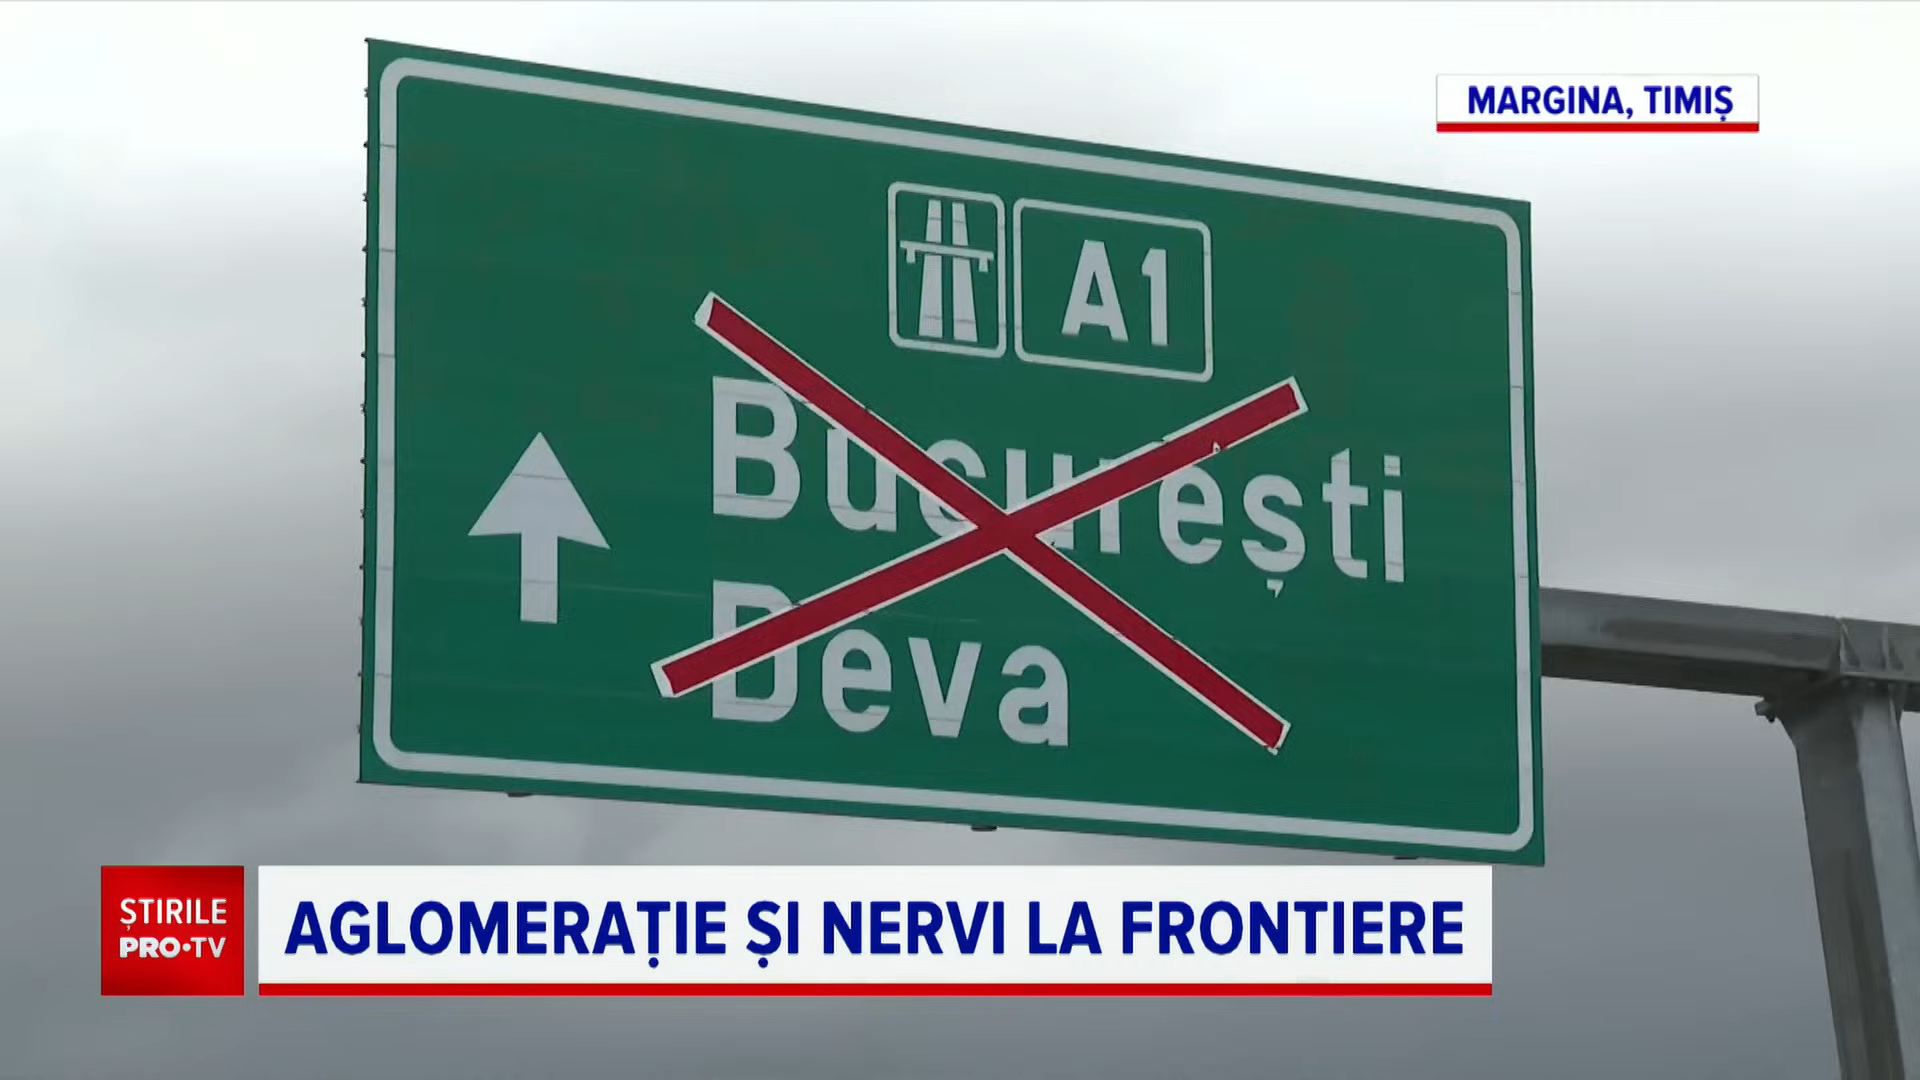 MARGINA, TIMIȘ
A1
București
Deva
ȘTIRILE
PRO•TV
AGLOMERAȚIE ȘI NERVI LA FRONTIERE